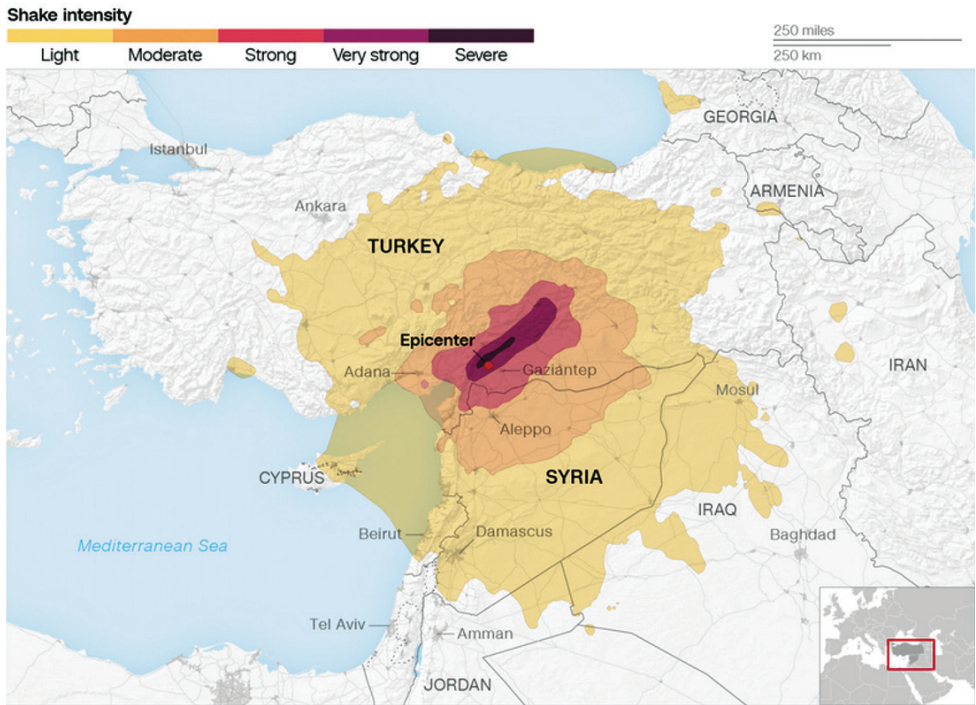 Shake intensity
Light Moderate Strong Very strong Severe
250 miles
250 km
GEORGIA
Istanbul
ARMENIA
Ankara
TURKEY
Epicenter
IRAN
Adana
Gaziantep
Mosul
Aleppo
CYPRUS
SYRIA
IRAQ
Beirut
Damascus
Baghdad
Mediterranean Sea
Tel Aviv
Amman
JORDAN